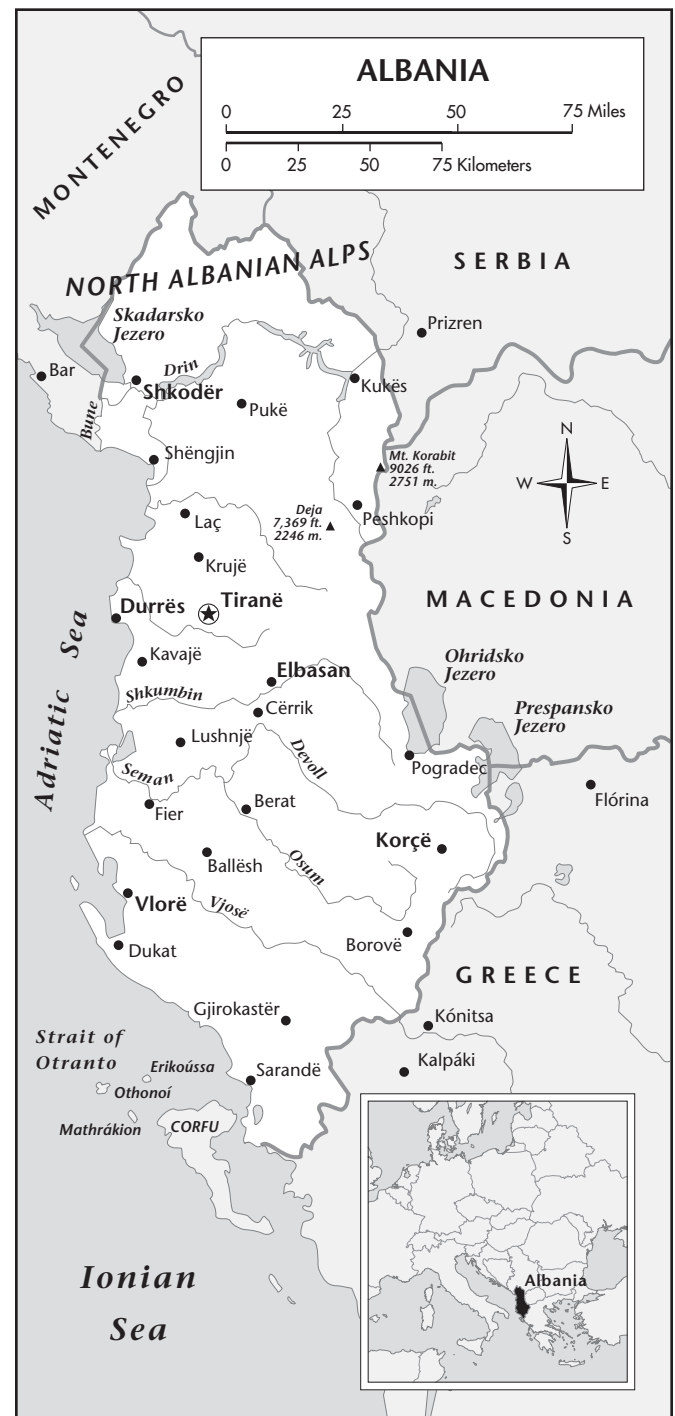 ALBANIA
0 25 50 75 Miles
0 25 50 75 Kilometers
MONTENEGRO
NORTH ALBANIAN ALPS
SERBIA
Skadarsko
Jezero
Prizren
Bar
Drin
Shkodër
Kukës
Pukë
Bune
Shëngjin
Mt. Korabit
9026 ft.
2751 m.
N
W E
S
Laç
Deja
7,369 ft.
2246 m.
Peshkopi
Krujë
Durrës
Tiranë
MACEDONIA
Adriatic Sea
Kavajë
Elbasan
Ohridsko
Jezero
Shkumbin
Cërrik
Prespansko
Jezero
Lushnjë
Devoll
Pogradec
Seman
Fier
Berat
Flórina
Korçë
Ballësh
Osum
Vlorë
Vjosë
Dukat
Borovë
GREECE
Gjirokastër
Kónitsa
Strait of
Otranto
Erikoússa
Sarandë
Kalpáki
Othonoí
Mathrákion
CORFU
Ionian
Sea
Albania